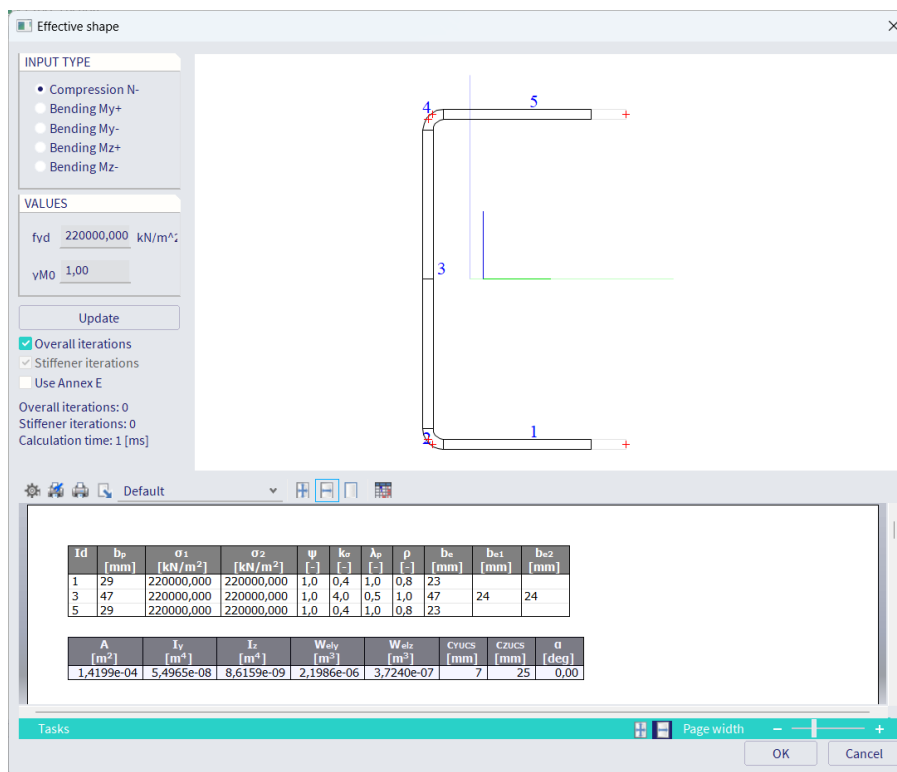 Effective shape
INPUT TYPE
Compression N-
Bending My+
Bending My-
Bending Mz+
Bending Mz-
VALUES
fyd 220000,000 kN/m^2
γM0 1,00
Update
Overall iterations
Stiffener iterations
Use Annex E
Overall iterations: 0
Stiffener iterations: 0
Calculation time: 1 [ms]
4 5
3
2 1
Default
Id bₚ σ₁ σ₂ ψ kσ λₚ ρ bₑ bₑ₁ bₑ₂
[mm] [kN/m²] [kN/m²] [-] [-] [-] [-] [mm] [mm] [mm]
1 29 220000,000 220000,000 1,0 0,4 1,0 0,8 23
3 47 220000,000 220000,000 1,0 4,0 0,5 1,0 47 24 24
5 29 220000,000 220000,000 1,0 0,4 1,0 0,8 23
A Iy Iz Wely Welz CYUCS CZUCS α
[m²] [m⁴] [m⁴] [m³] [m³] [mm] [mm] [deg]
1,4199e-04 5,4965e-08 8,6159e-09 2,1986e-06 3,7240e-07 7 25 0,00
Tasks Page width
OK Cancel